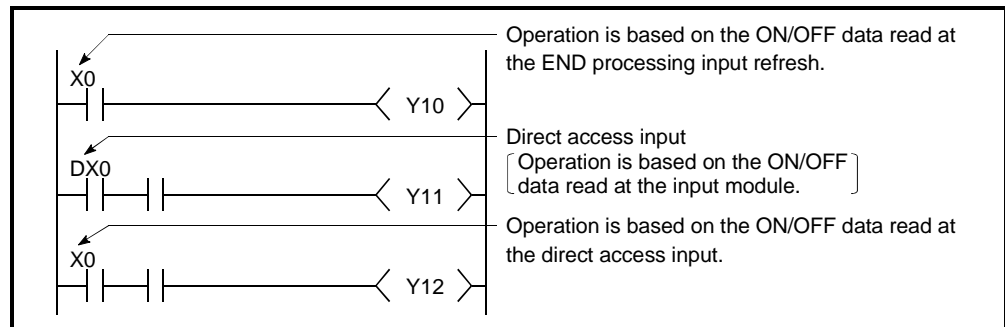 Operation is based on the ON/OFF data read at
the END processing input refresh.
X0
Y10
Direct access input
Operation is based on the ON/OFF
data read at the input module.
DX0
Y11
Operation is based on the ON/OFF data read at
the direct access input.
X0
Y12